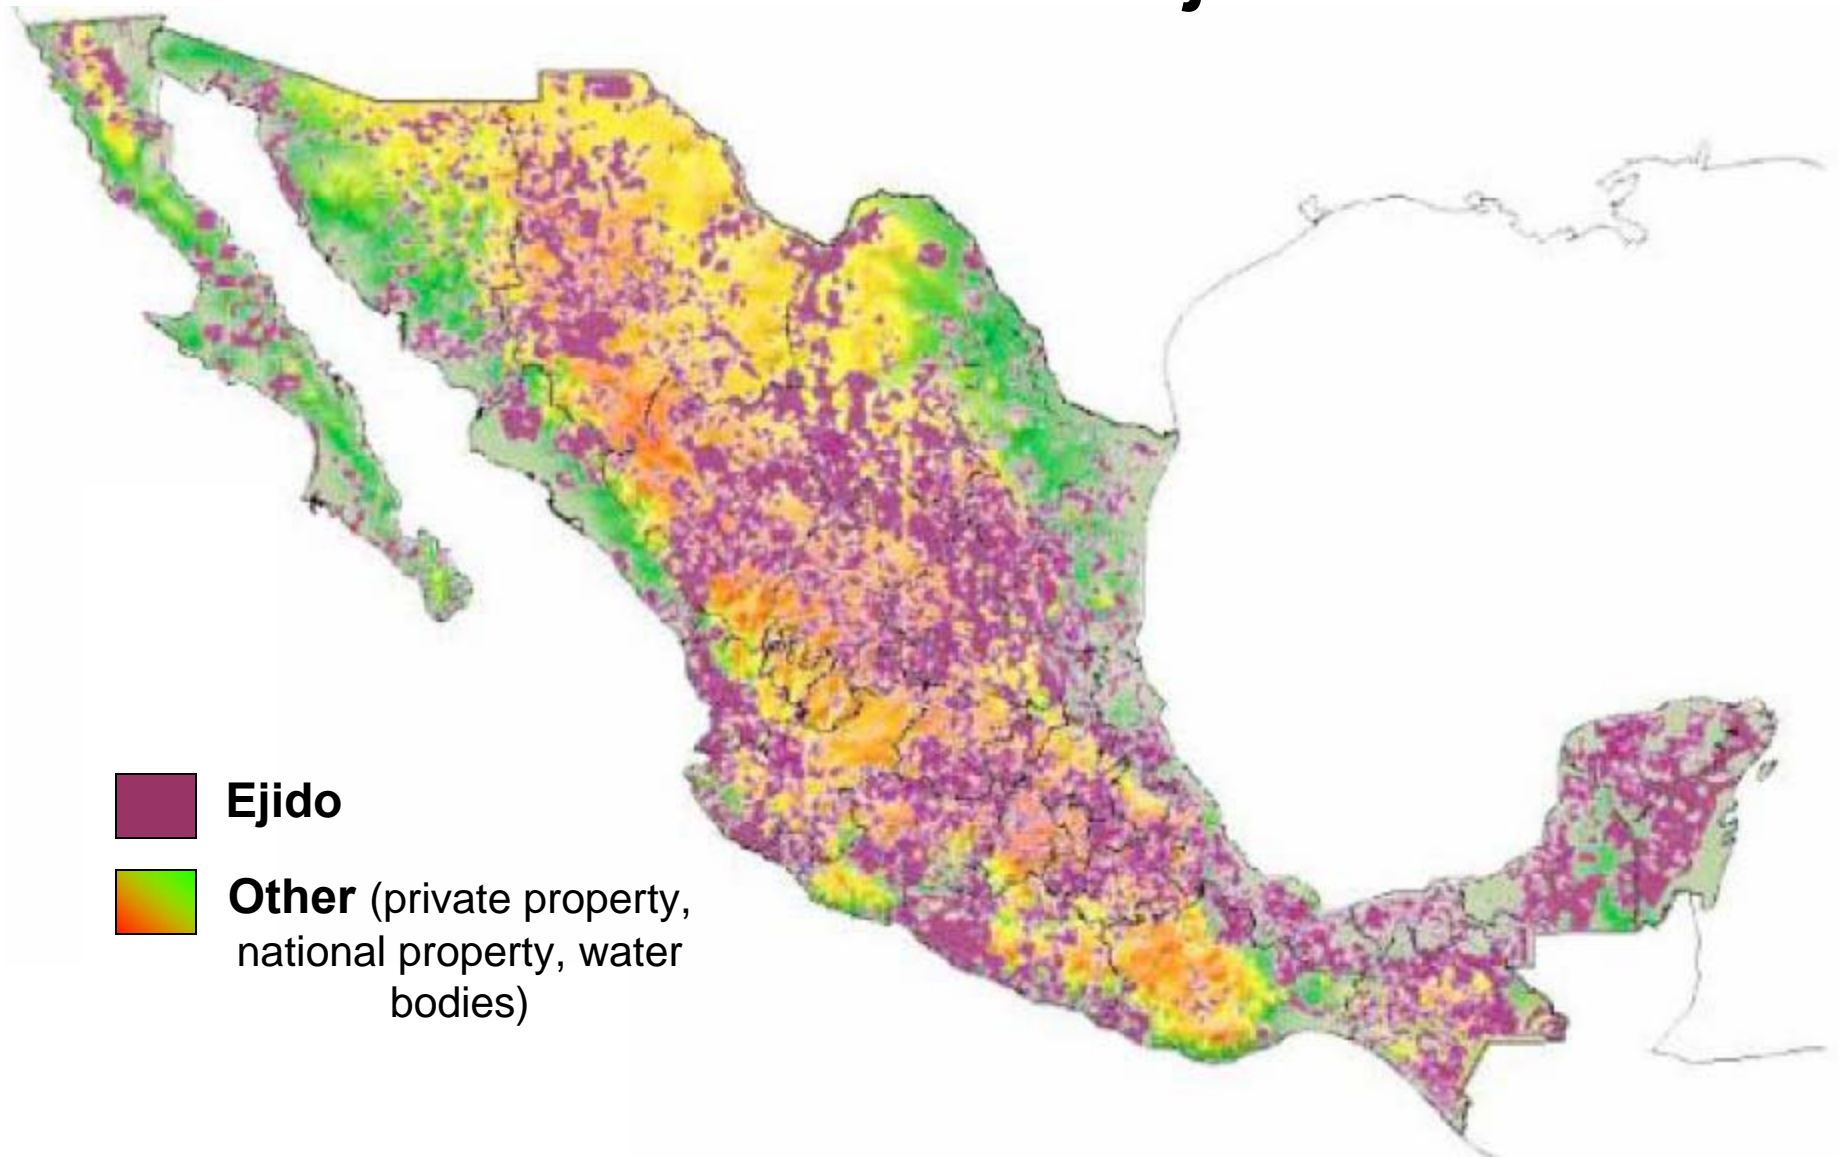 Ejido
Other (private property,
national property, water
bodies)